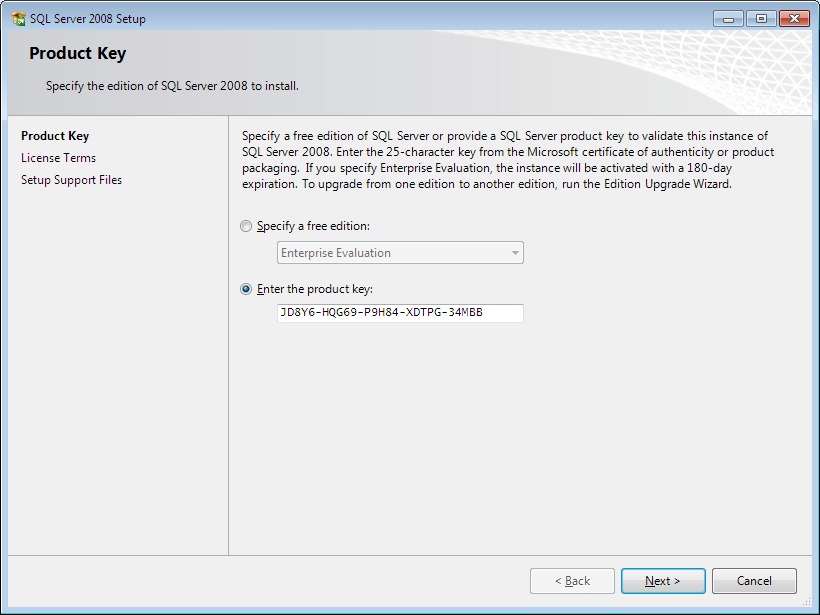 SQL Server 2008 Setup
Product Key
Specify the edition of SQL Server 2008 to install.
Product Key
License Terms
Setup Support Files
Specify a free edition of SQL Server or provide a SQL Server product key to validate this instance of
SQL Server 2008. Enter the 25-character key from the Microsoft certificate of authenticity or product
packaging.  If you specify Enterprise Evaluation, the instance will be activated with a 180-day
expiration. To upgrade from one edition to another edition, run the Edition Upgrade Wizard.
Specify a free edition:
Enterprise Evaluation
Enter the product key:
JD8Y6-HQG69-P9H84-XDTPG-34MBB
< Back
Next >
Cancel